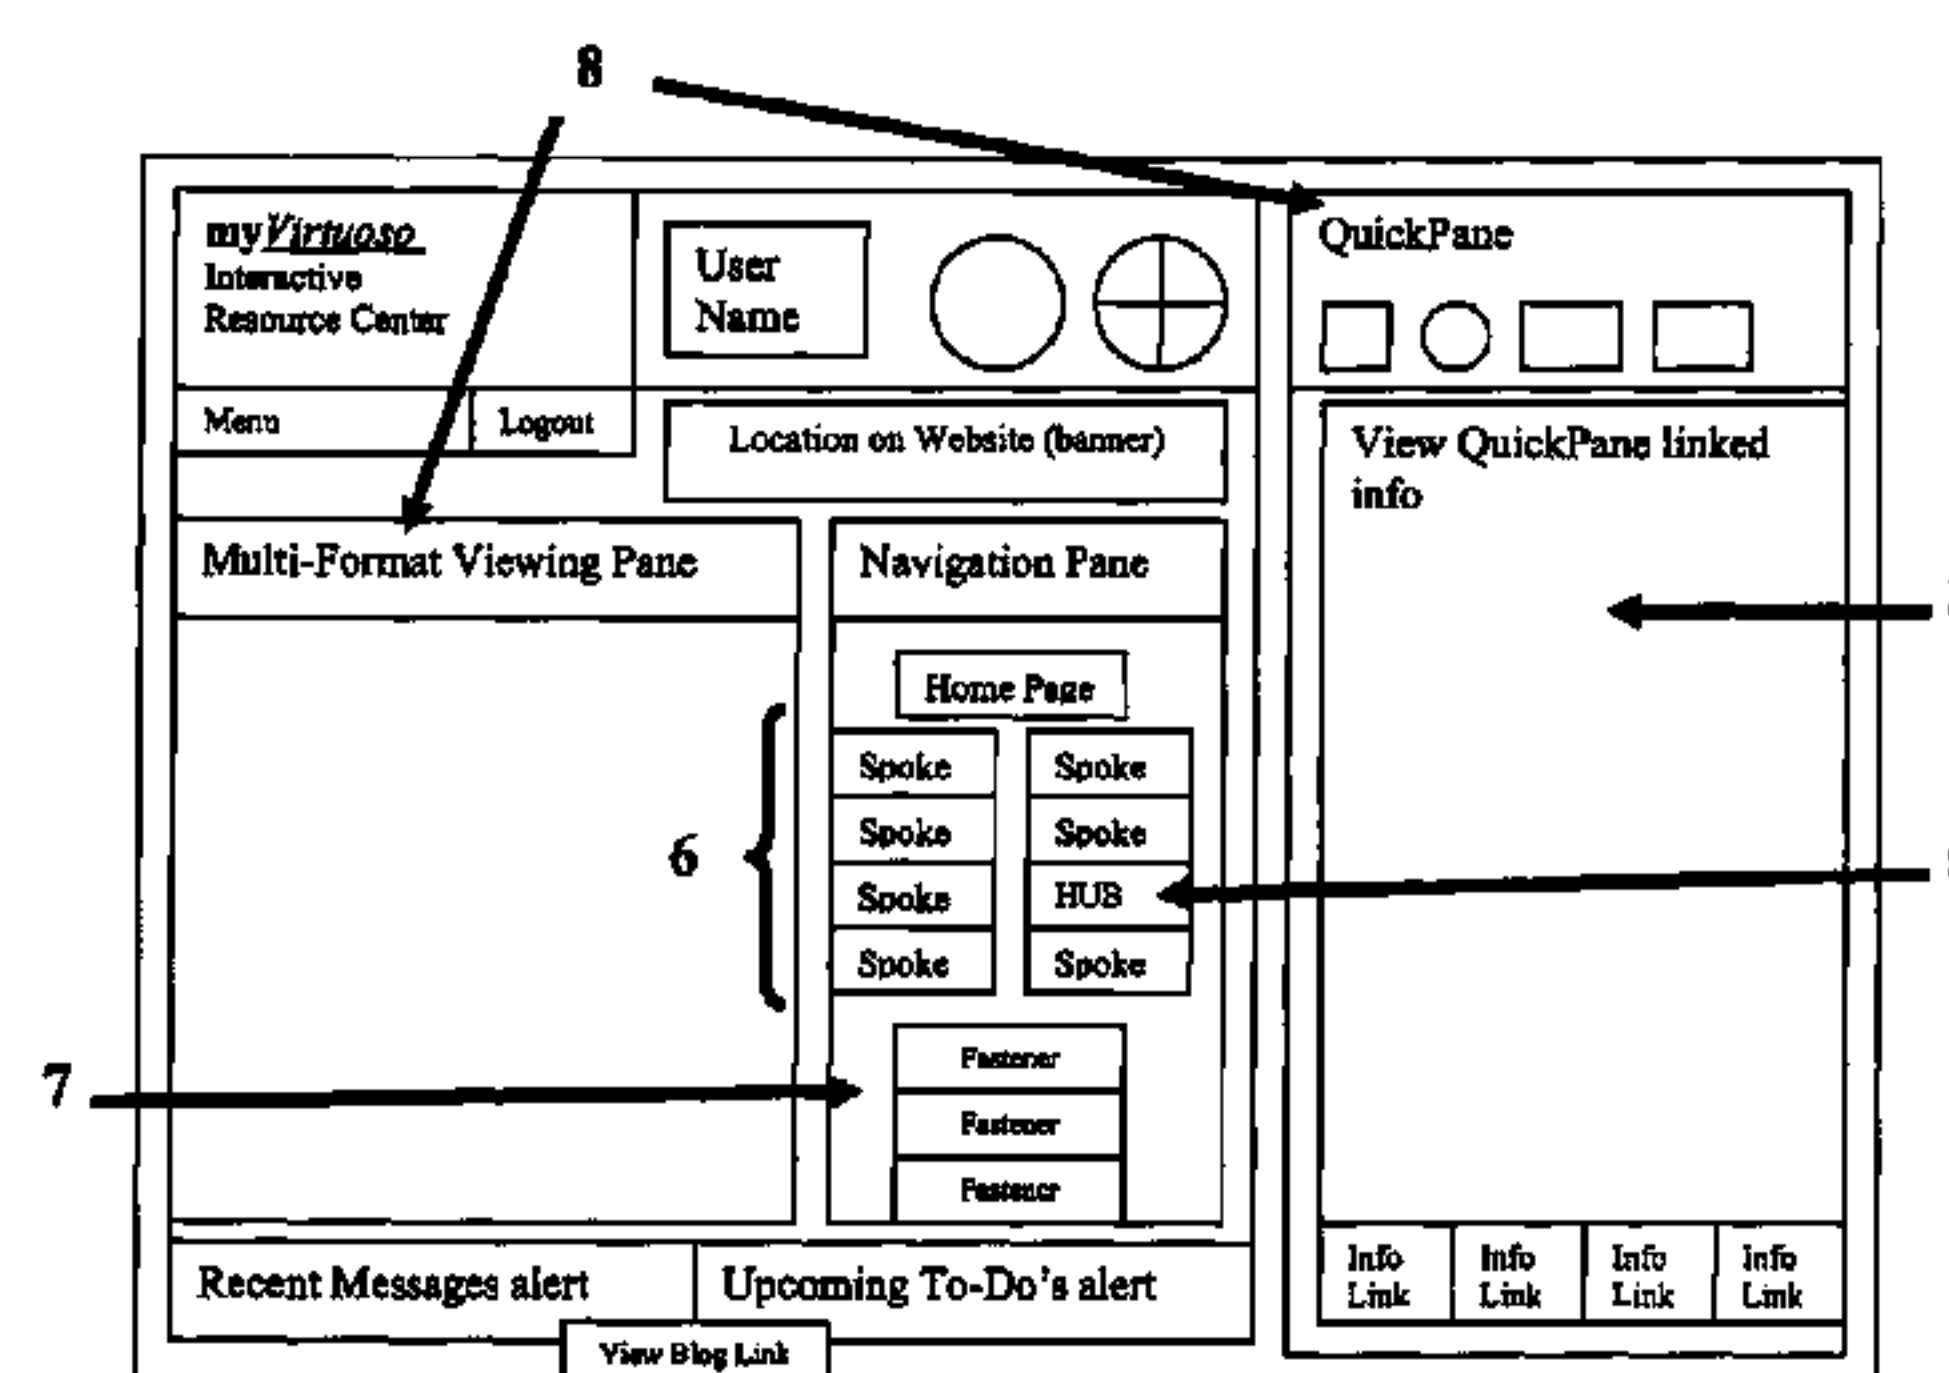 8
myVirtuoso
Interactive
Resource Center
User
Name
QuickPane
Menu
Logout
Location on Website (banner)
View QuickPane linked
info
Multi-Format Viewing Pane
Navigation Pane
Home Page
Spoke
Spoke
Spoke
Spoke
6
Spoke
HUB
Spoke
Spoke
7
Fastener
Fastener
Fastener
Recent Messages alert
Upcoming To-Do's alert
Info
Link
Info
Link
Info
Link
Info
Link
View Blog Link